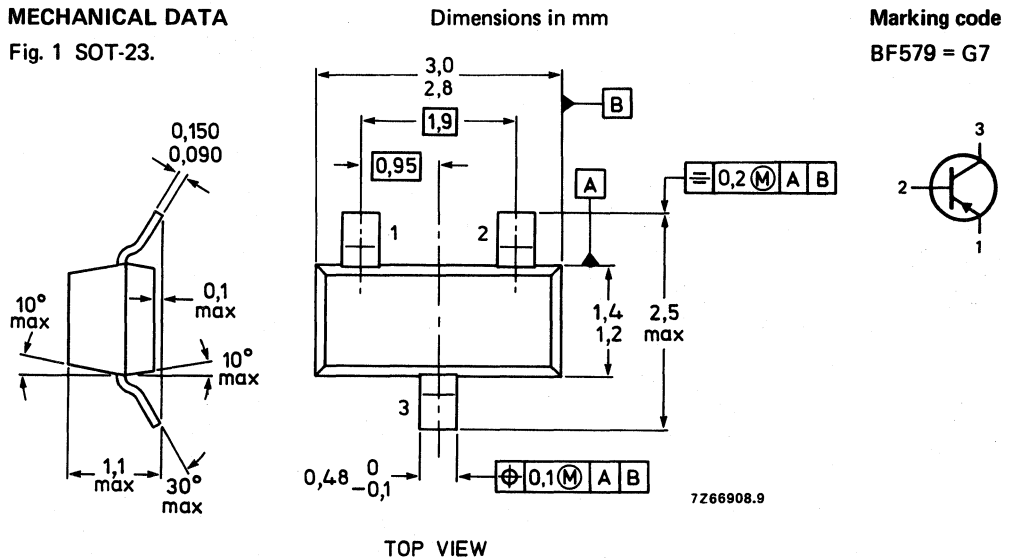 MECHANICAL DATA
Dimensions in mm
Marking code
Fig. 1 SOT-23.
BF579 = G7
3,0
2,8
B
1,9
0,150
0,090
0,95
A
3
0,2 Ⓜ A B
2
1
1
2
0,1
max
10°
max
1,4
1,2
2,5
max
10°
max
3
1,1
max
30°
max
0,48 0
−0,1
0,1 Ⓜ A B
7Z66908.9
TOP VIEW